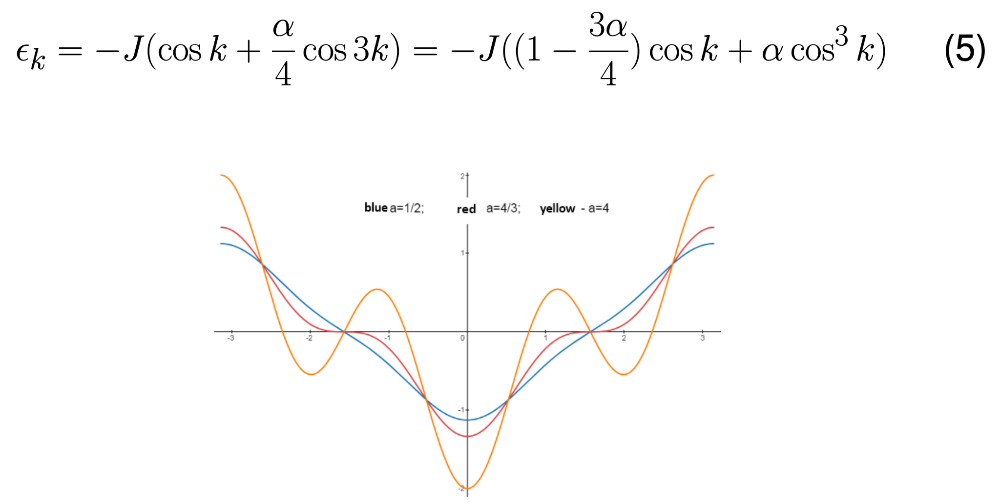 ϵ_k = −J(cos k + α/4 cos 3k) = −J((1 − 3α/4) cos k + α cos³ k) (5)
2
blue a=1/2; red a=4/3; yellow - a=4
1
-3 -2 -1 0 1 2 3
-1
-2